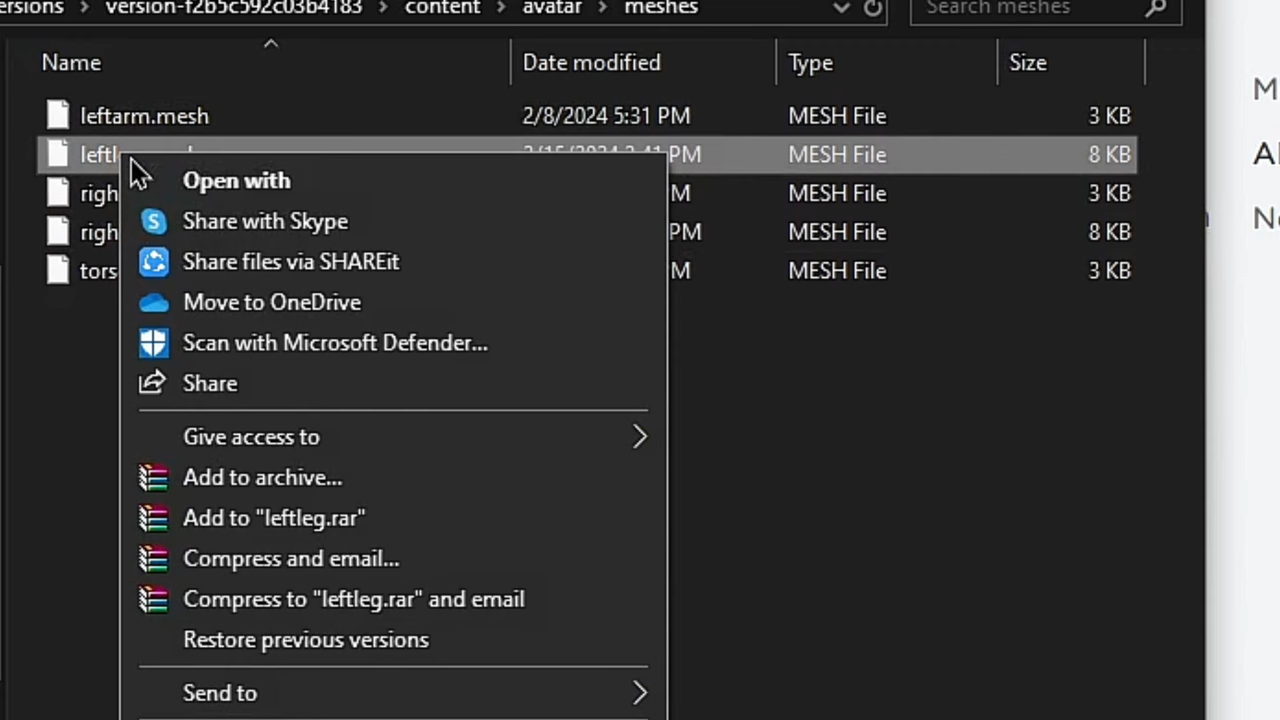 version-f2b5c592c03b4183 > content > avatar > meshes
Search meshes
Name Date modified Type Size
leftarm.mesh 2/8/2024 5:31 PM MESH File 3 KB
PM MESH File 8 KB
MESH File 3 KB
PM MESH File 8 KB
MESH File 3 KB
Open with
Share with Skype
Share files via SHAREit
Move to OneDrive
Scan with Microsoft Defender...
Share
Give access to
Add to archive...
Add to "leftleg.rar"
Compress and email...
Compress to "leftleg.rar" and email
Restore previous versions
Send to